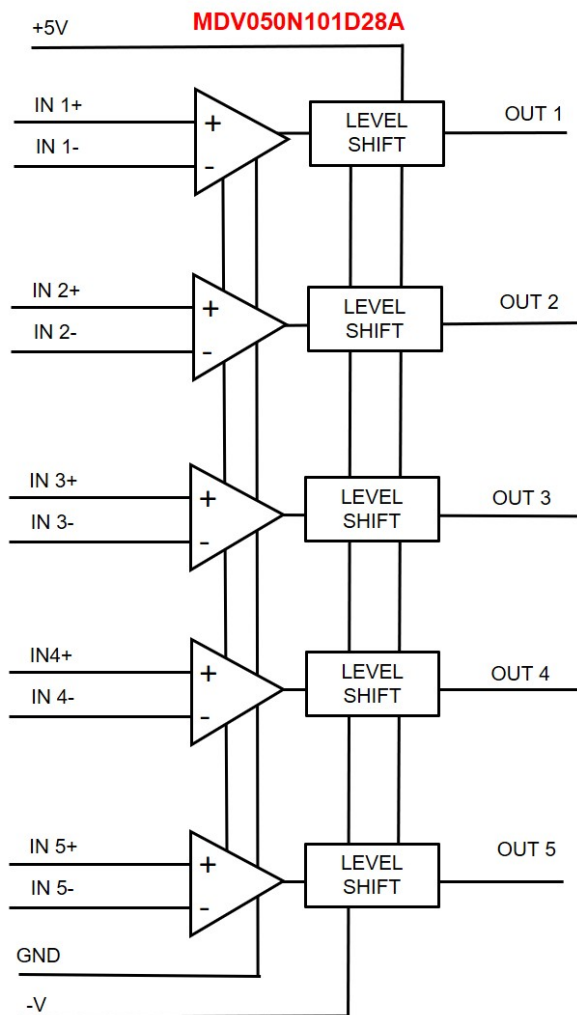 MDV050N101D28A
+5V
IN 1+
IN 1-
+
-
LEVEL
SHIFT
OUT 1
IN 2+
IN 2-
+
-
LEVEL
SHIFT
OUT 2
IN 3+
IN 3-
+
-
LEVEL
SHIFT
OUT 3
IN4+
IN 4-
+
-
LEVEL
SHIFT
OUT 4
IN 5+
IN 5-
+
-
LEVEL
SHIFT
OUT 5
GND
-V